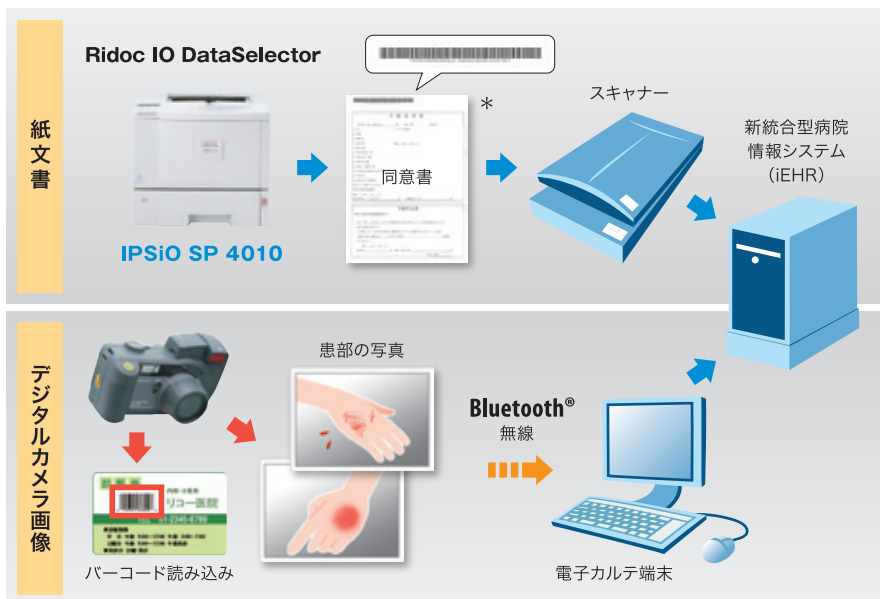 紙文書
Ridoc IO DataSelector
IPSiO SP 4010
＊
同意書
スキャナー
新統合型病院
情報システム
（iEHR）
デジタルカメラ画像
患部の写真
リコー医院
バーコード読み込み
Bluetooth®
無線
電子カルテ端末